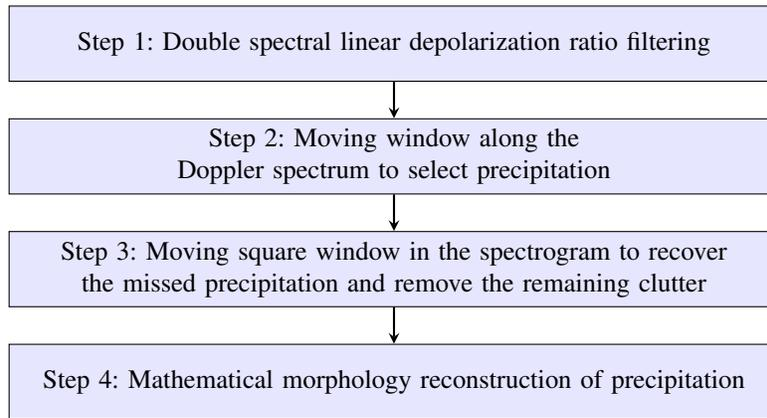 Step 1: Double spectral linear depolarization ratio filtering
Step 2: Moving window along the
Doppler spectrum to select precipitation
Step 3: Moving square window in the spectrogram to recover
the missed precipitation and remove the remaining clutter
Step 4: Mathematical morphology reconstruction of precipitation